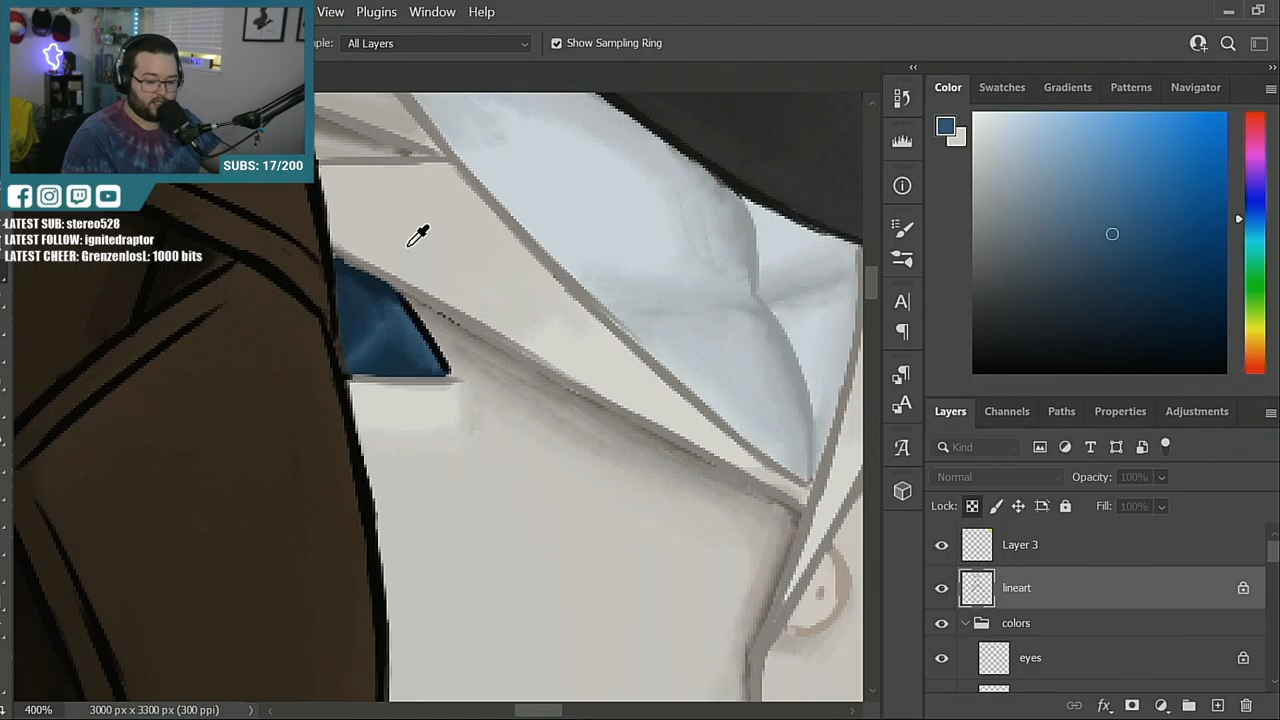 View Plugins Window Help
ple: All Layers Show Sampling Ring
SUBS: 17/200
LATEST SUB: stereo528
LATEST FOLLOW: ignitedraptor
LATEST CHEER: GrenzenlosL: 1000 bits
Color Swatches Gradients Patterns Navigator
Layers Channels Paths Properties Adjustments
Kind
Normal Opacity: 100%
Lock: Fill: 100%
Layer 3
lineart
colors
eyes
400% 3000 px x 3300 px (300 ppi)